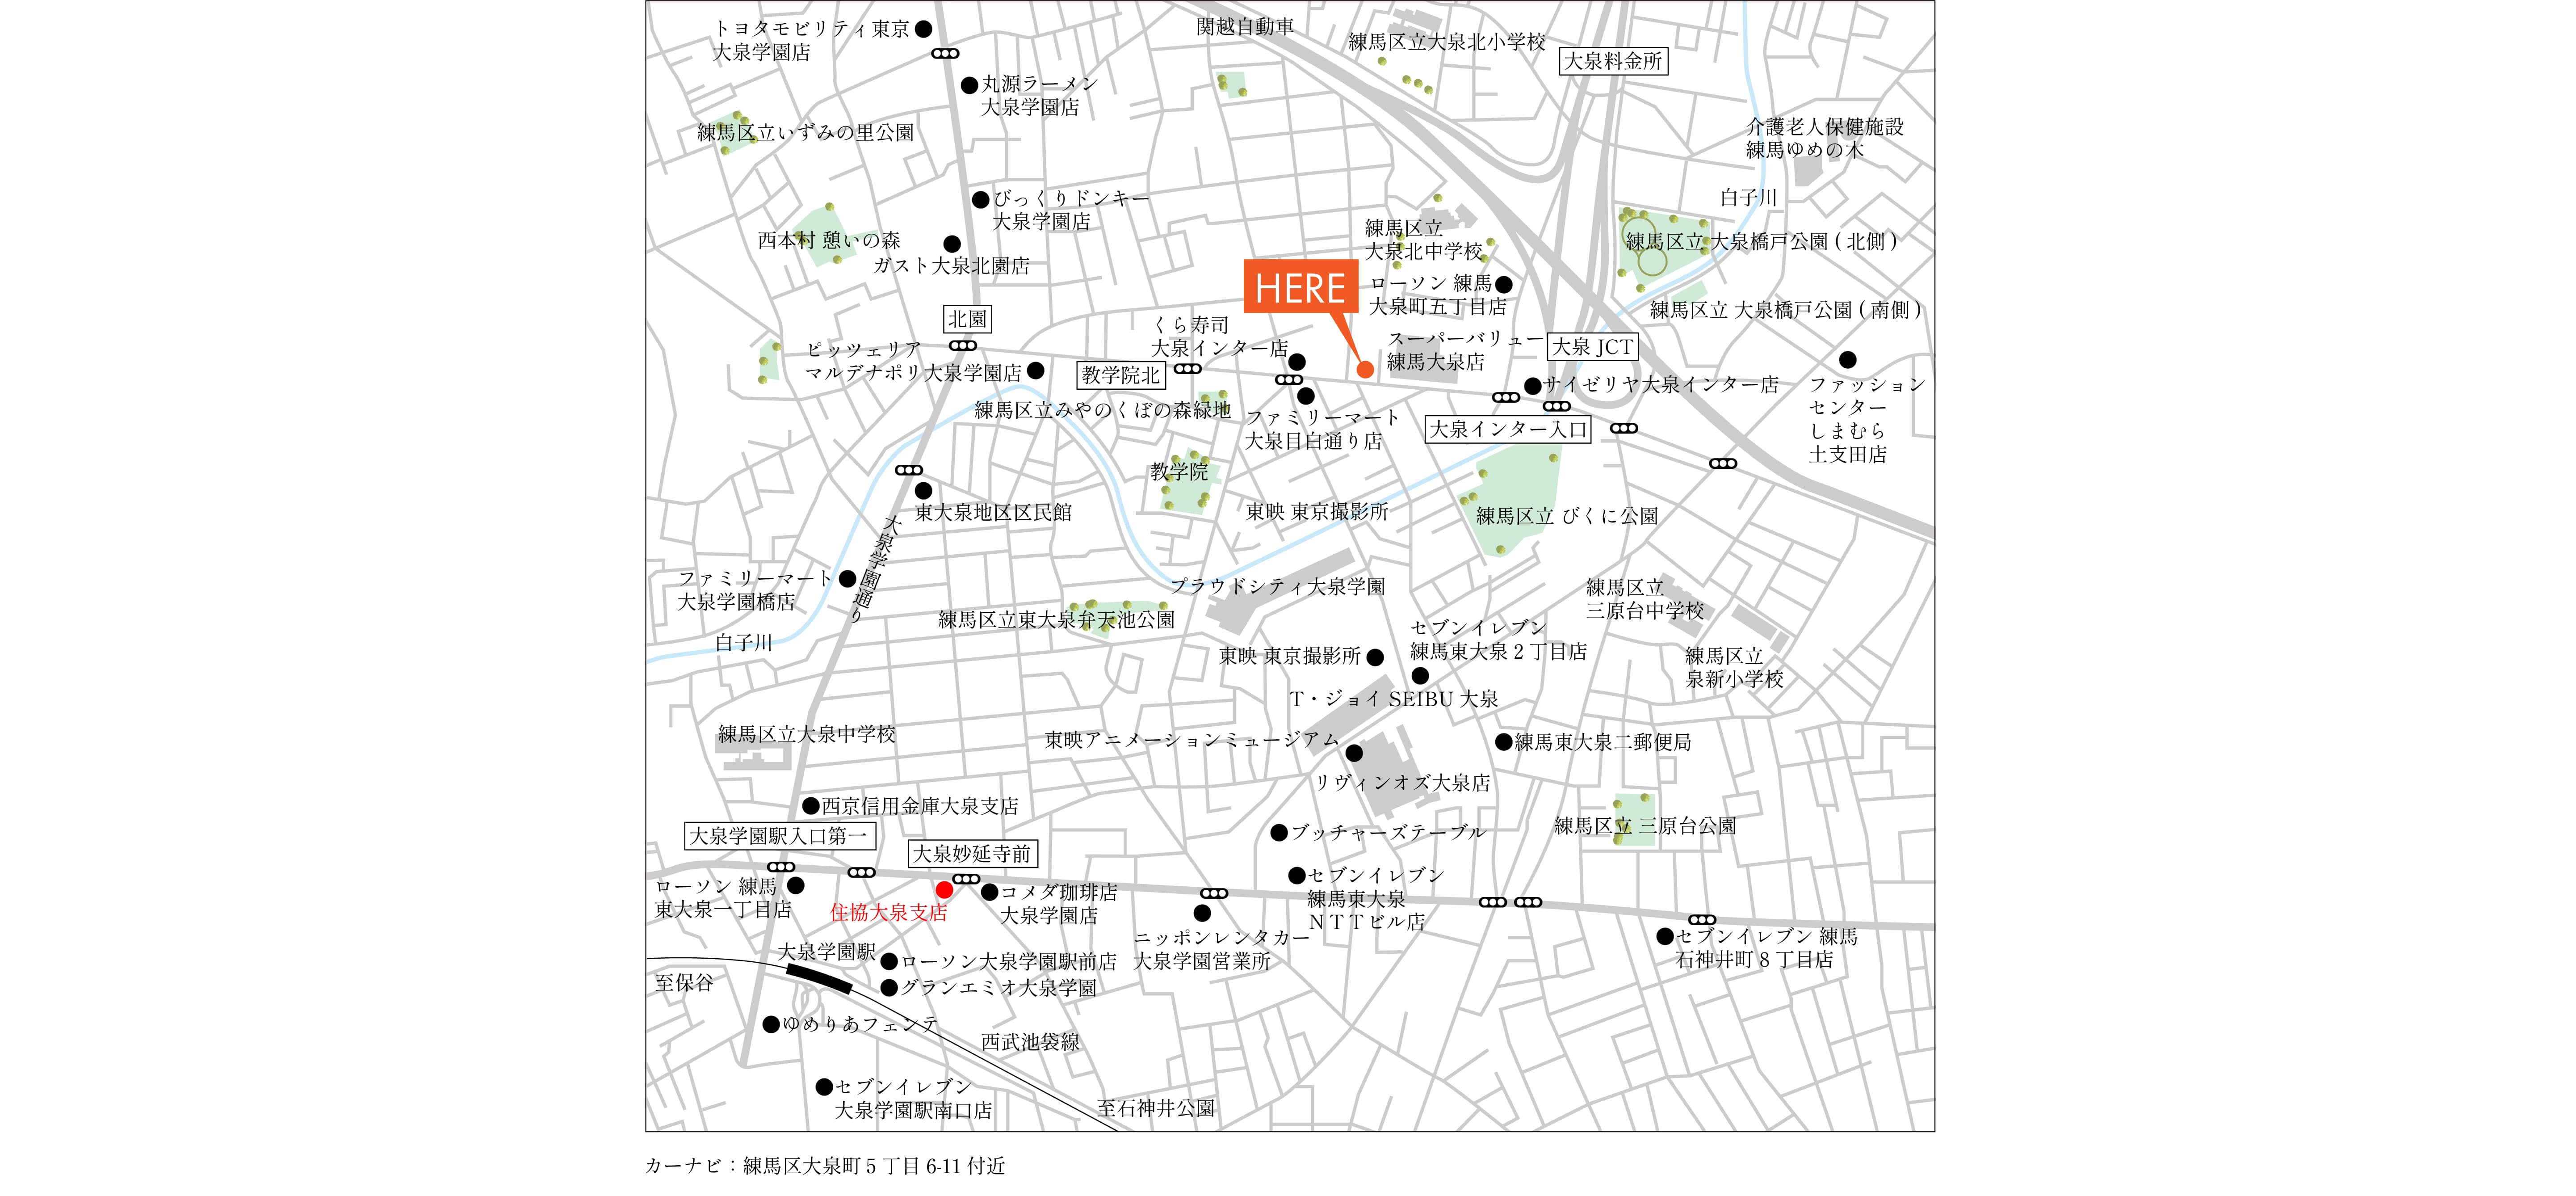 トヨタモビリティ東京
大泉学園店
関越自動車
練馬区立大泉北小学校
大泉料金所
丸源ラーメン
大泉学園店
練馬区立いずみの里公園
介護老人保健施設
練馬ゆめの木
びっくりドンキー
大泉学園店
白子川
西本村 憩いの森
ガスト大泉北園店
練馬区立
大泉北中学校
練馬区立 大泉橋戸公園 ( 北側 )
HERE
ローソン 練馬
大泉町五丁目店
練馬区立 大泉橋戸公園 ( 南側 )
北園
くら寿司
大泉インター店
スーパーバリュー
練馬大泉店
大泉 JCT
ピッツェリア
マルデナポリ大泉学園店
教学院北
サイゼリヤ大泉インター店
ファッション
センター
しまむら
土支田店
練馬区立みやのくぼの森緑地
ファミリーマート
大泉目白通り店
大泉インター入口
教学院
東大泉地区区民館
東映 東京撮影所
練馬区立 びくに公園
大泉学園通り
ファミリーマート
大泉学園橋店
プラウドシティ大泉学園
練馬区立
三原台中学校
練馬区立東大泉弁天池公園
白子川
セブンイレブン
練馬東大泉 2 丁目店
東映 東京撮影所
練馬区立
泉新小学校
T・ジョイ SEIBU 大泉
練馬区立大泉中学校
東映アニメーションミュージアム
練馬東大泉二郵便局
リヴィンオズ大泉店
西京信用金庫大泉支店
大泉学園駅入口第一
大泉妙延寺前
ブッチャーズテーブル
練馬区立 三原台公園
ローソン 練馬
東大泉一丁目店
住協大泉支店
コメダ珈琲店
大泉学園店
セブンイレブン
練馬東大泉
ＮＴＴビル店
ニッポンレンタカー
大泉学園営業所
セブンイレブン 練馬
石神井町 8 丁目店
大泉学園駅
ローソン大泉学園駅前店
至保谷
グランエミオ大泉学園
ゆめりあフェンテ
西武池袋線
セブンイレブン
大泉学園駅南口店
至石神井公園
カーナビ：練馬区大泉町 5 丁目 6-11 付近